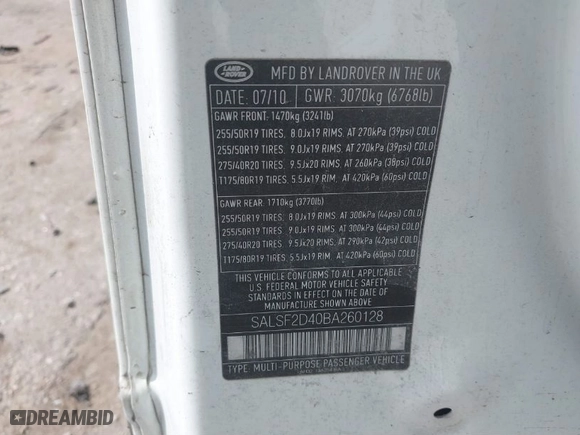 LAND
ROVER
MFD BY LANDROVER IN THE UK
DATE: 07/10 GWR: 3070kg (6768lb)
GAWR FRONT: 1470kg (3241lb)
255/50R19 TIRES, 8.0Jx19 RIMS, AT 270kPa (39psi) COLD
255/50R19 TIRES, 9.0Jx19 RIMS, AT 270kPa (39psi) COLD
275/40R20 TIRES, 9.5Jx20 RIMS, AT 260kPa (38psi) COLD
T175/80R19 TIRES, 5.5Jx19 RIM, AT 420kPa (60psi) COLD
GAWR REAR: 1710kg (3770lb)
255/50R19 TIRES, 8.0Jx19 RIMS, AT 300kPa (44psi) COLD
255/50R19 TIRES, 9.0Jx19 RIMS, AT 300kPa (44psi) COLD
275/40R20 TIRES, 9.5Jx20 RIMS, AT 290kPa (42psi) COLD
T175/80R19 TIRES, 5.5Jx19 RIM, AT 420kPa (60psi) COLD
THIS VEHICLE CONFORMS TO ALL APPLICABLE
U.S. FEDERAL MOTOR VEHICLE SAFETY
STANDARDS IN EFFECT ON THE DATE OF
MANUFACTURE SHOWN ABOVE
SALSF2D40BA260128
TYPE: MULTI-PURPOSE PASSENGER VEHICLE
DREAMBID